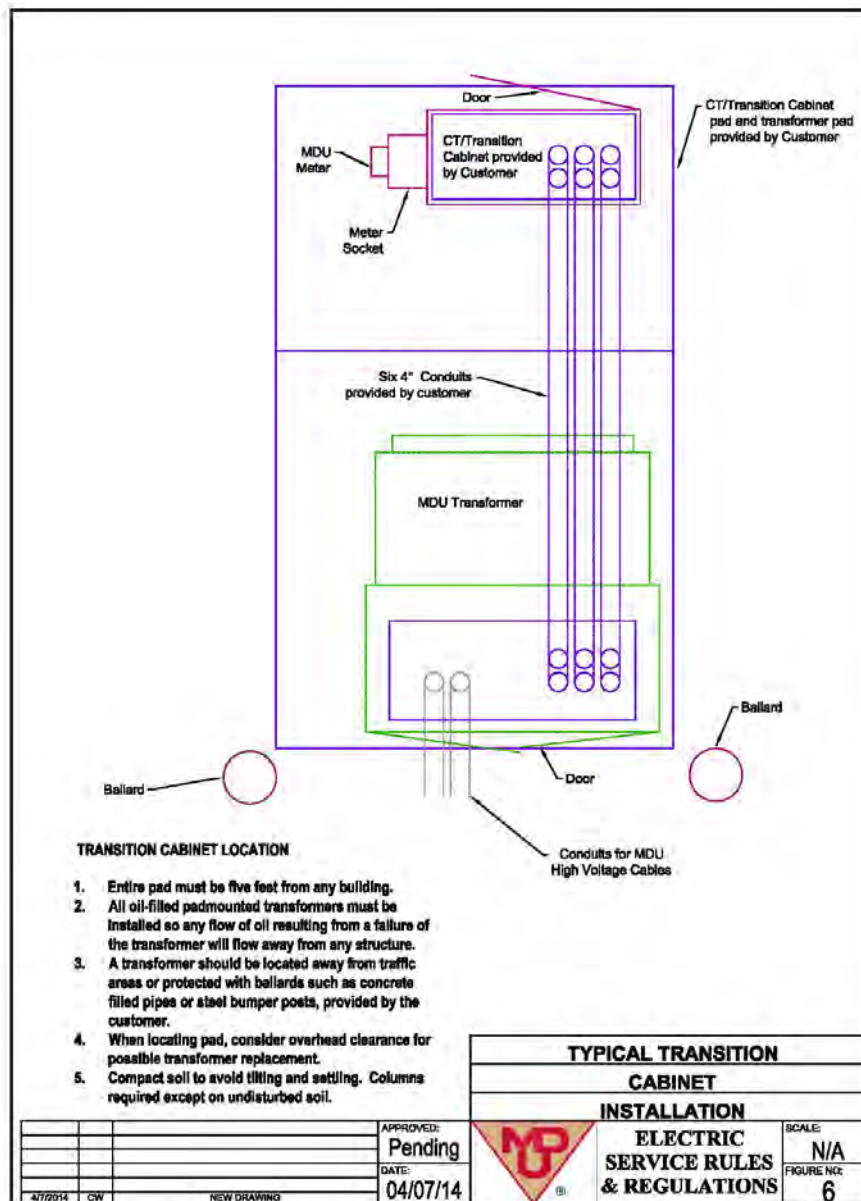 Door
CT/Transition Cabinet
pad and transformer pad
provided by Customer
CT/Transition
Cabinet provided
by Customer
MDU
Meter
Meter
Socket
Six 4" Conduits
provided by customer
MDU Transformer
Ballard
Door
Ballard
Conduits for MDU
High Voltage Cables
TRANSITION CABINET LOCATION
1. Entire pad must be five feet from any building.
2. All oil-filled padmounted transformers must be
installed so any flow of oil resulting from a failure of
the transformer will flow away from any structure.
3. A transformer should be located away from traffic
areas or protected with ballards such as concrete
filled pipes or steel bumper posts, provided by the
customer.
4. When locating pad, consider overhead clearance for
possible transformer replacement.
5. Compact soil to avoid tilting and settling. Columns
required except on undisturbed soil.
TYPICAL TRANSITION
CABINET
INSTALLATION
APPROVED:
Pending
DATE:
04/07/14
MDU
®
ELECTRIC
SERVICE RULES
& REGULATIONS
SCALE:
N/A
FIGURE NO:
6
4/7/2014 CW NEW DRAWING